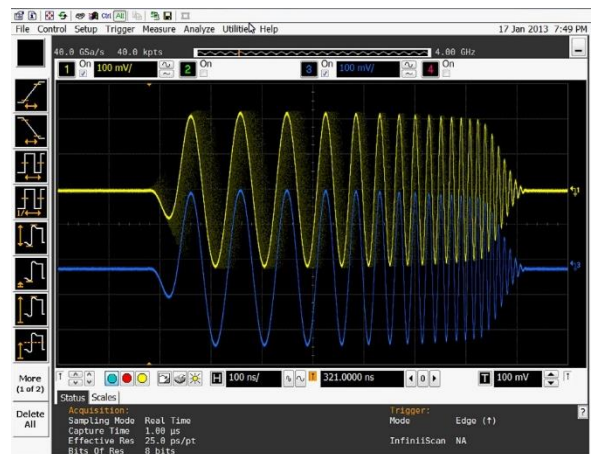 File Control Setup Trigger Measure Analyze Utilities Help 17 Jan 2013 7:49 PM
40.0 GSa/s 40.0 kpts 4.00 GHz
1 On 100 mV/ 2 On 3 On 100 mV/ 4 On
More
(1 of 2)
Delete
All
H 100 ns/ 321.0000 ns 0 T 100 mV
Status Scales
Acquisition:
Sampling Mode Real Time
Capture Time 1.00 µs
Effective Res 25.0 ps/pt
Bits Of Res 8 bits
Trigger:
Mode Edge (↑)
InfiniiScan NA